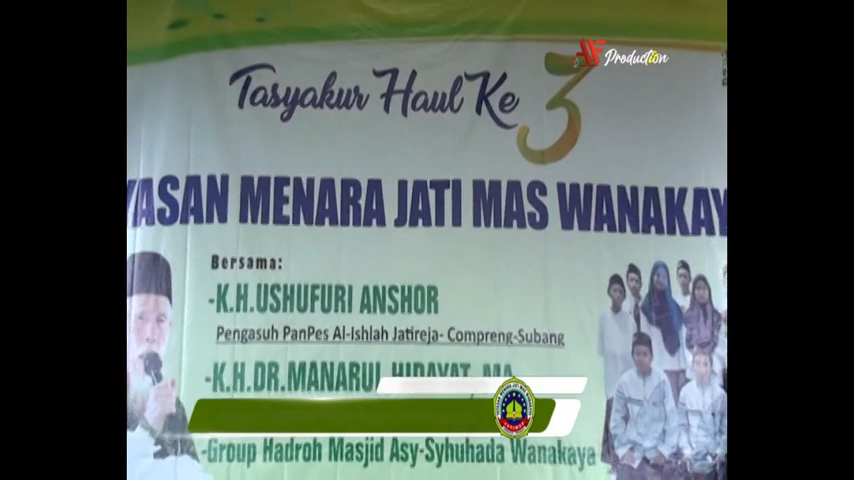 AF Production
Tasyakur Haul Ke 3
YASAN MENARA JATI MAS WANAKAY
Bersama:
-K.H.USHUFURI ANSHOR
Pengasuh PanPes Al-Ishlah Jatireja- Compreng-Subang
-K.H.DR.MANARUL HIDAYAT, MA
-Group Hadroh Masjid Asy-Syhuhada Wanakaya